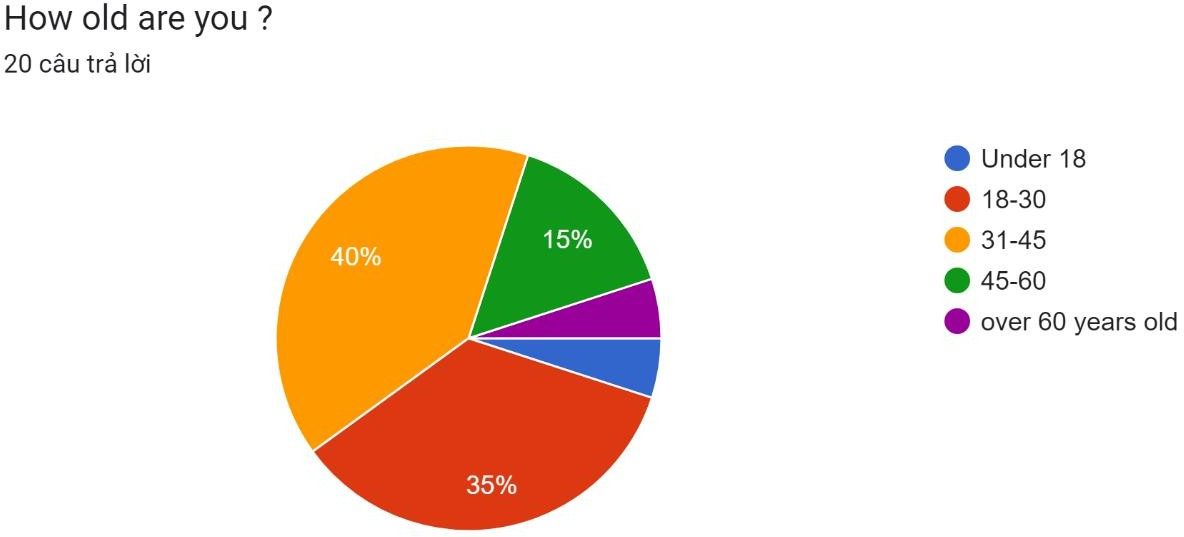 How old are you ?
20 câu trả lời
Under 18
18-30
31-45
45-60
over 60 years old
40%
15%
35%